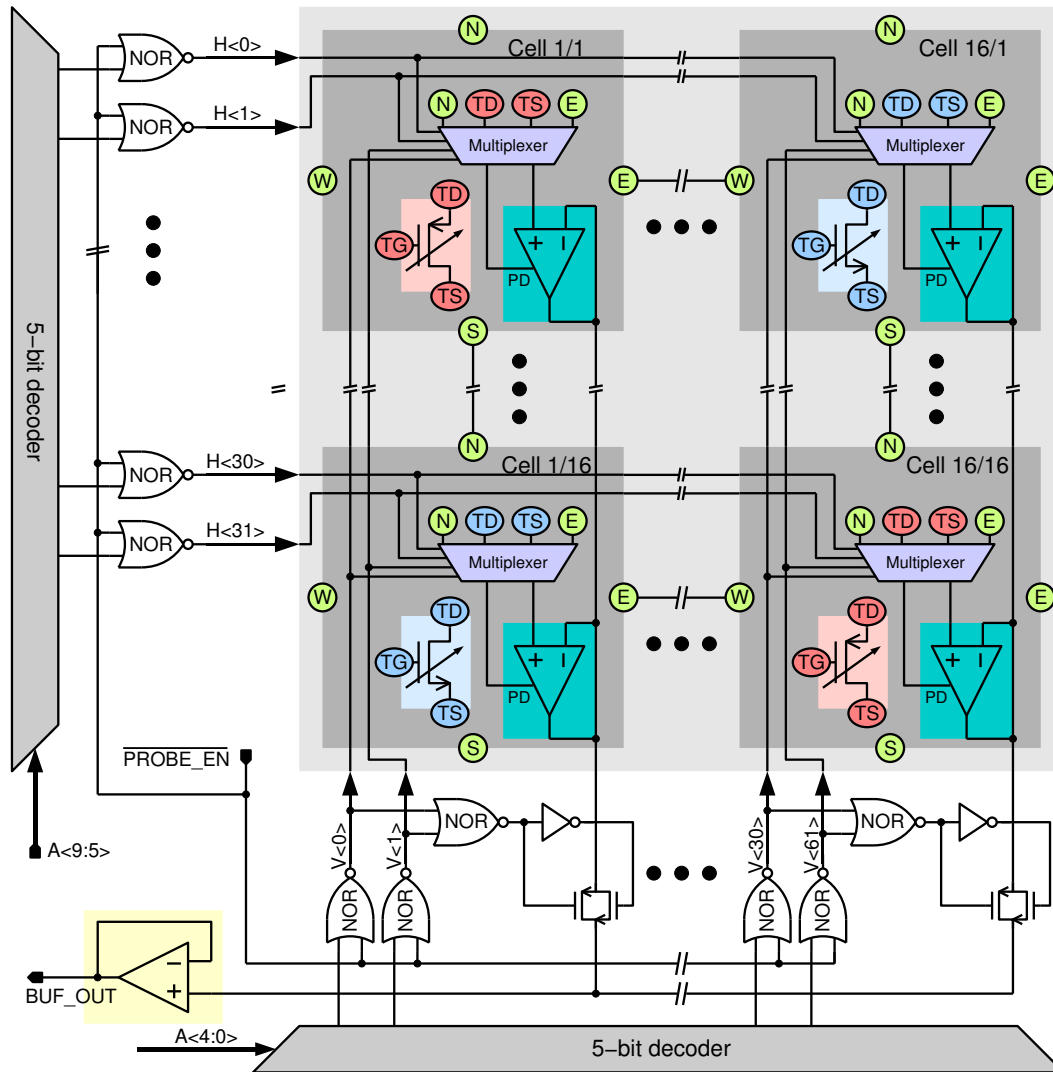 N N
NOR H<0> Cell 1/1 Cell 16/1
NOR H<1> N TD TS E N TD TS E
Multiplexer Multiplexer
W E W E
TD TD
TG + − TG + −
PD PD
TS TS
S S
5−bit decoder
N N
NOR H<30> Cell 1/16 Cell 16/16
NOR H<31> N TD TS E N TD TS E
Multiplexer Multiplexer
W E W E
TD TD
TG + − TG + −
PD PD
TS TS
S S
PROBE_EN
A<9:5>
V<0> V<1> NOR V<30> V<61> NOR
NOR NOR NOR NOR
−
+
BUF_OUT
A<4:0>
5−bit decoder